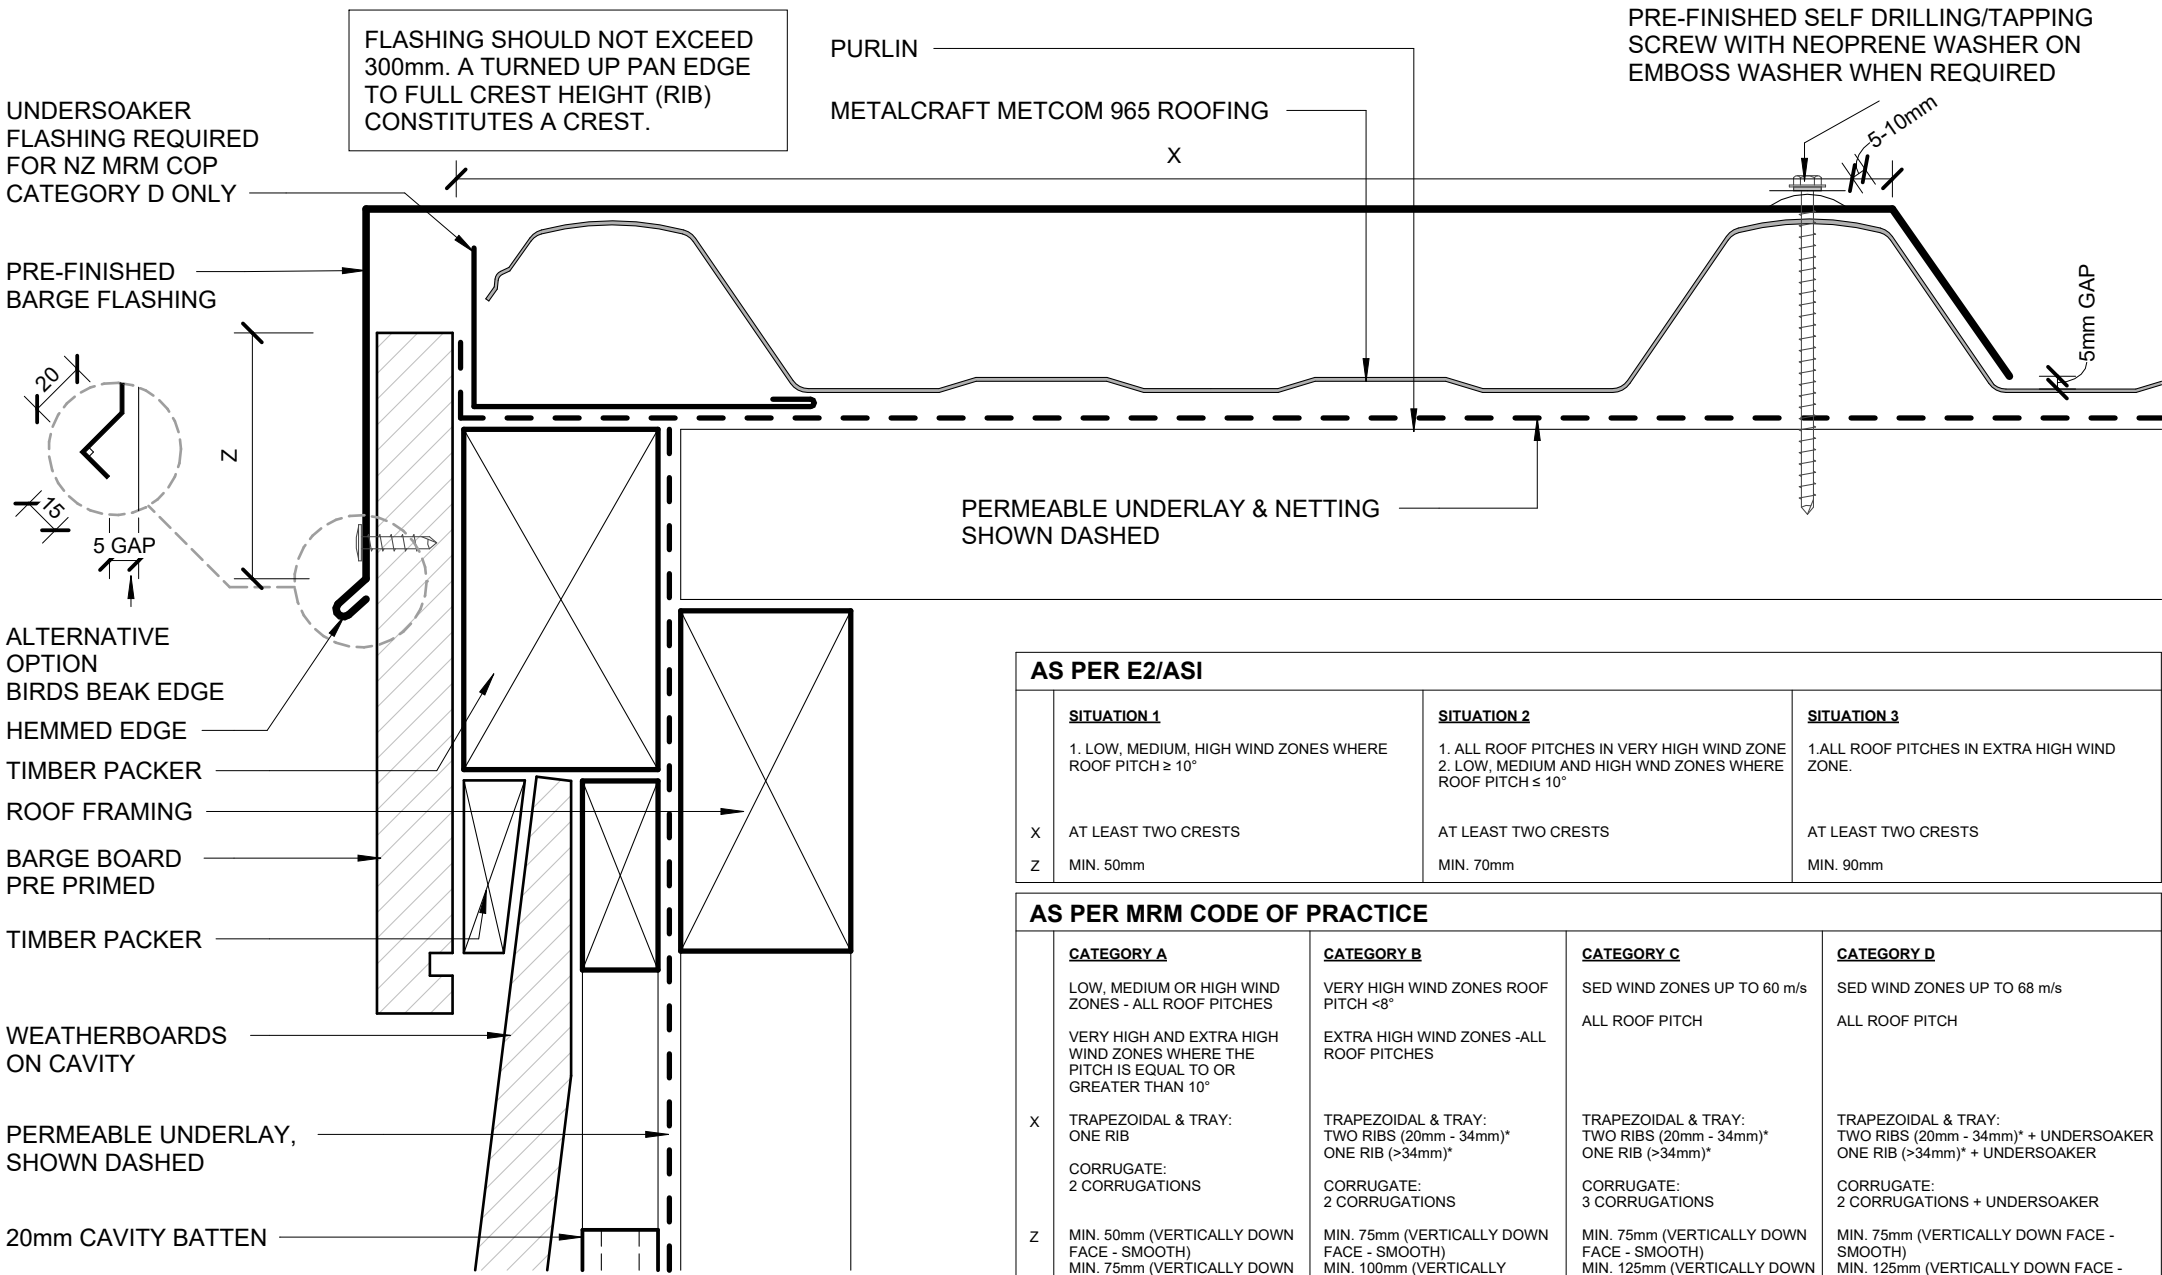 FLASHING SHOULD NOT EXCEED
300mm. A TURNED UP PAN EDGE
TO FULL CREST HEIGHT (RIB)
CONSTITUTES A CREST.
PURLIN
METALCRAFT METCOM 965 ROOFING
PRE-FINISHED SELF DRILLING/TAPPING
SCREW WITH NEOPRENE WASHER ON
EMBOSS WASHER WHEN REQUIRED
5-10mm
X
UNDERSOAKER
FLASHING REQUIRED
FOR NZ MRM COP
CATEGORY D ONLY
PRE-FINISHED
BARGE FLASHING
5mm GAP
20
Z
15
5 GAP
PERMEABLE UNDERLAY & NETTING
SHOWN DASHED
ALTERNATIVE
OPTION
BIRDS BEAK EDGE
HEMMED EDGE
TIMBER PACKER
ROOF FRAMING
BARGE BOARD
PRE PRIMED
TIMBER PACKER
WEATHERBOARDS
ON CAVITY
PERMEABLE UNDERLAY,
SHOWN DASHED
20mm CAVITY BATTEN
AS PER E2/ASI
SITUATION 1
1. LOW, MEDIUM, HIGH WIND ZONES WHERE
ROOF PITCH ≥ 10°
SITUATION 2
1. ALL ROOF PITCHES IN VERY HIGH WIND ZONE
2. LOW, MEDIUM AND HIGH WND ZONES WHERE
ROOF PITCH ≤ 10°
SITUATION 3
1.ALL ROOF PITCHES IN EXTRA HIGH WIND
ZONE.
X AT LEAST TWO CRESTS AT LEAST TWO CRESTS AT LEAST TWO CRESTS
Z MIN. 50mm MIN. 70mm MIN. 90mm
AS PER MRM CODE OF PRACTICE
CATEGORY A
LOW, MEDIUM OR HIGH WIND
ZONES - ALL ROOF PITCHES
VERY HIGH AND EXTRA HIGH
WIND ZONES WHERE THE
PITCH IS EQUAL TO OR
GREATER THAN 10°
CATEGORY B
VERY HIGH WIND ZONES ROOF
PITCH <8°
EXTRA HIGH WIND ZONES -ALL
ROOF PITCHES
CATEGORY C
SED WIND ZONES UP TO 60 m/s
ALL ROOF PITCH
CATEGORY D
SED WIND ZONES UP TO 68 m/s
ALL ROOF PITCH
X
TRAPEZOIDAL & TRAY:
ONE RIB
CORRUGATE:
2 CORRUGATIONS
TRAPEZOIDAL & TRAY:
TWO RIBS (20mm - 34mm)*
ONE RIB (>34mm)*
CORRUGATE:
2 CORRUGATIONS
TRAPEZOIDAL & TRAY:
TWO RIBS (20mm - 34mm)*
ONE RIB (>34mm)*
CORRUGATE:
3 CORRUGATIONS
TRAPEZOIDAL & TRAY:
TWO RIBS (20mm - 34mm)* + UNDERSOAKER
ONE RIB (>34mm)* + UNDERSOAKER
CORRUGATE:
2 CORRUGATIONS + UNDERSOAKER
Z
MIN. 50mm (VERTICALLY DOWN
FACE - SMOOTH)
MIN. 75mm (VERTICALLY DOWN
MIN. 75mm (VERTICALLY DOWN
FACE - SMOOTH)
MIN. 100mm (VERTICALLY
MIN. 75mm (VERTICALLY DOWN
FACE - SMOOTH)
MIN. 125mm (VERTICALLY DOWN
MIN. 75mm (VERTICALLY DOWN FACE -
SMOOTH)
MIN. 125mm (VERTICALLY DOWN FACE -